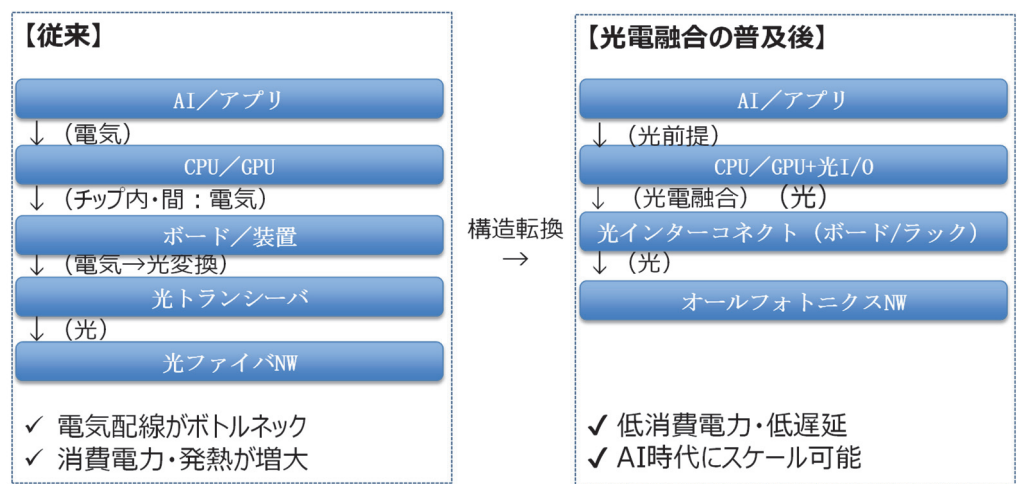 【従来】
AI／アプリ
↓（電気）
CPU／GPU
↓（チップ内・間：電気）
ボード／装置
↓（電気→光変換）
光トランシーバ
↓（光）
光ファイバNW
✓ 電気配線がボトルネック
✓ 消費電力・発熱が増大
構造転換
→
【光電融合の普及後】
AI／アプリ
↓（光前提）
CPU／GPU+光I/O
↓（光電融合）（光）
光インターコネクト（ボード/ラック）
↓（光）
オールフォトニクスNW
✓ 低消費電力・低遅延
✓ AI時代にスケール可能